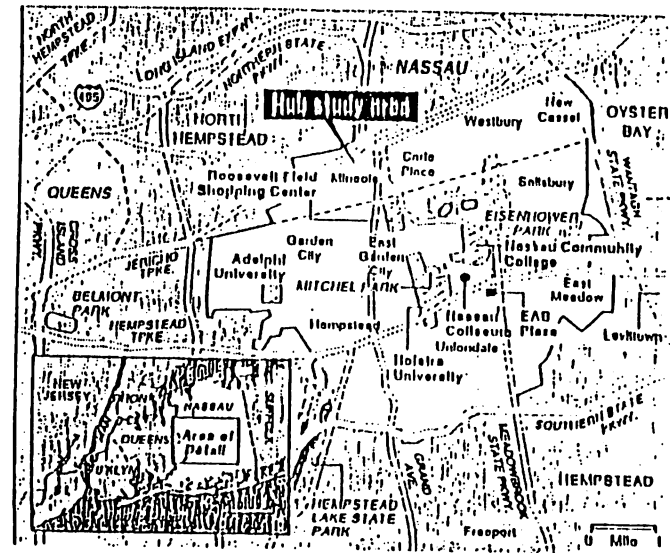 NORTH
HEMPSTEAD
TPKE.
LONG ISLAND EXPWY
NORTHERN STATE
PKWY.
NASSAU
495
Hub study area
NORTH
HEMPSTEAD
Westbury
New
Cassel
OYSTER
BAY
WANTAGH
STATE PKWY.
Carle
Place
Roosevelt Field
Shopping Center
Mineola
Salisbury
QUEENS
EISENHOWER
PARK
CROSS
ISLAND
PKWY.
Garden
City
East
Garden
City
Nassau Community
College
JERICHO
TPKE.
Adelphi
University
MITCHEL PARK
East
Meadow
BELMONT
PARK
HEMPSTEAD
TPKE.
Hempstead
Nassau
Coliseum
Uniondale
EAB
Plaza
Levittown
Hofstra
University
NEW
JERSEY
NASSAU
SUFFOLK
QUEENS
Area of
Detail
SOUTHERN STATE
PKWY.
MEADOWBROOK
STATE PKWY.
GRAND
AVE.
HEMPSTEAD
LAKE STATE
PARK
HEMPSTEAD
Freeport
0 Mile